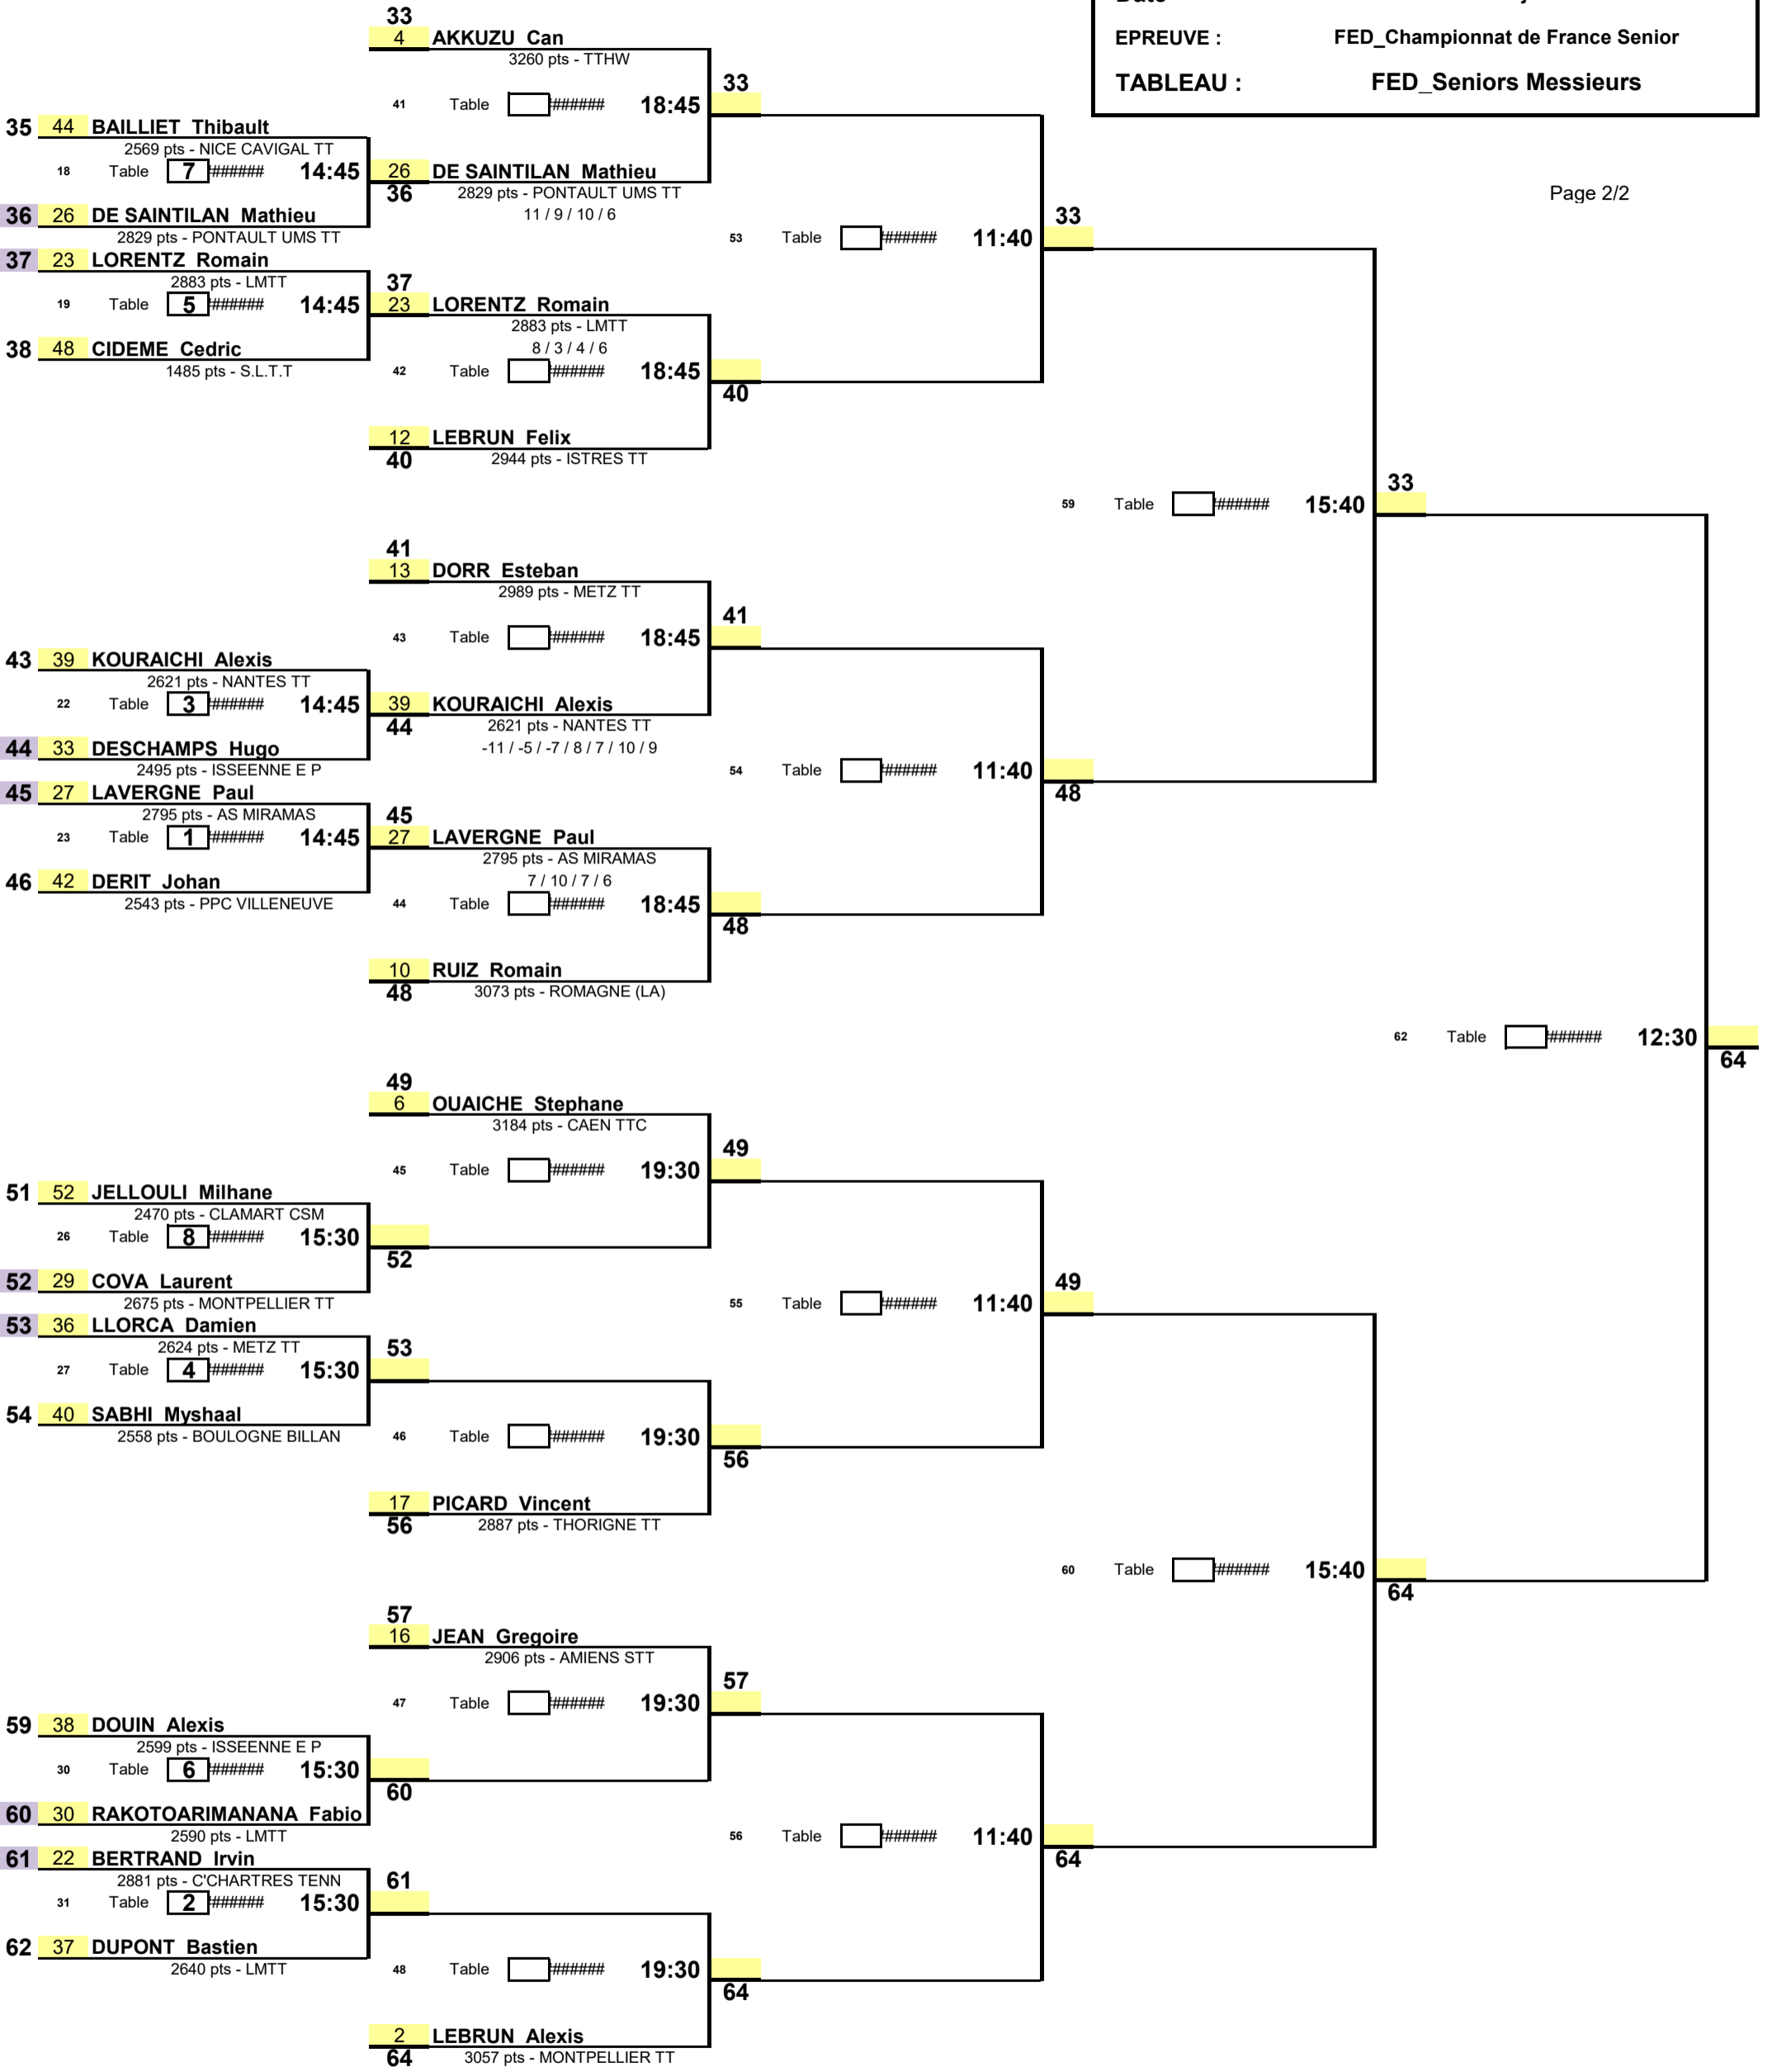 EPREUVE : FED_Championnat de France Senior
TABLEAU : FED_Seniors Messieurs
Page 2/2
33
4 AKKUZU Can
3260 pts - TTHW
33
41 Table ###### 18:45
35 44 BAILLIET Thibault
2569 pts - NICE CAVIGAL TT
18 Table 7 ###### 14:45
26 DE SAINTILAN Mathieu
36
2829 pts - PONTAULT UMS TT
11 / 9 / 10 / 6
36 26 DE SAINTILAN Mathieu
2829 pts - PONTAULT UMS TT
53 Table ###### 11:40
33
37 23 LORENTZ Romain
2883 pts - LMTT
19 Table 5 ###### 14:45
37
23 LORENTZ Romain
2883 pts - LMTT
8 / 3 / 4 / 6
38 48 CIDEME Cedric
1485 pts - S.L.T.T
42 Table ###### 18:45
40
12 LEBRUN Felix
40
2944 pts - ISTRES TT
59 Table ###### 15:40
33
41
13 DORR Esteban
2989 pts - METZ TT
41
43 Table ###### 18:45
43 39 KOURAICHI Alexis
2621 pts - NANTES TT
22 Table 3 ###### 14:45
39 KOURAICHI Alexis
44
2621 pts - NANTES TT
-11 / -5 / -7 / 8 / 7 / 10 / 9
44 33 DESCHAMPS Hugo
2495 pts - ISSEENNE E P
54 Table ###### 11:40
48
45 27 LAVERGNE Paul
2795 pts - AS MIRAMAS
23 Table 1 ###### 14:45
45
27 LAVERGNE Paul
2795 pts - AS MIRAMAS
7 / 10 / 7 / 6
46 42 DERIT Johan
2543 pts - PPC VILLENEUVE
44 Table ###### 18:45
48
10 RUIZ Romain
48
3073 pts - ROMAGNE (LA)
62 Table ###### 12:30
64
49
6 OUAICHE Stephane
3184 pts - CAEN TTC
49
45 Table ###### 19:30
51 52 JELLOULI Milhane
2470 pts - CLAMART CSM
26 Table 8 ###### 15:30
52
52 29 COVA Laurent
2675 pts - MONTPELLIER TT
55 Table ###### 11:40
49
53 36 LLORCA Damien
2624 pts - METZ TT
27 Table 4 ###### 15:30
53
54 40 SABHI Myshaal
2558 pts - BOULOGNE BILLAN
46 Table ###### 19:30
56
17 PICARD Vincent
56
2887 pts - THORIGNE TT
60 Table ###### 15:40
64
57
16 JEAN Gregoire
2906 pts - AMIENS STT
57
47 Table ###### 19:30
59 38 DOUIN Alexis
2599 pts - ISSEENNE E P
30 Table 6 ###### 15:30
60
60 30 RAKOTOARIMANANA Fabio
2590 pts - LMTT
56 Table ###### 11:40
64
61 22 BERTRAND Irvin
2881 pts - C'CHARTRES TENN
31 Table 2 ###### 15:30
61
62 37 DUPONT Bastien
2640 pts - LMTT
48 Table ###### 19:30
64
2 LEBRUN Alexis
64
3057 pts - MONTPELLIER TT